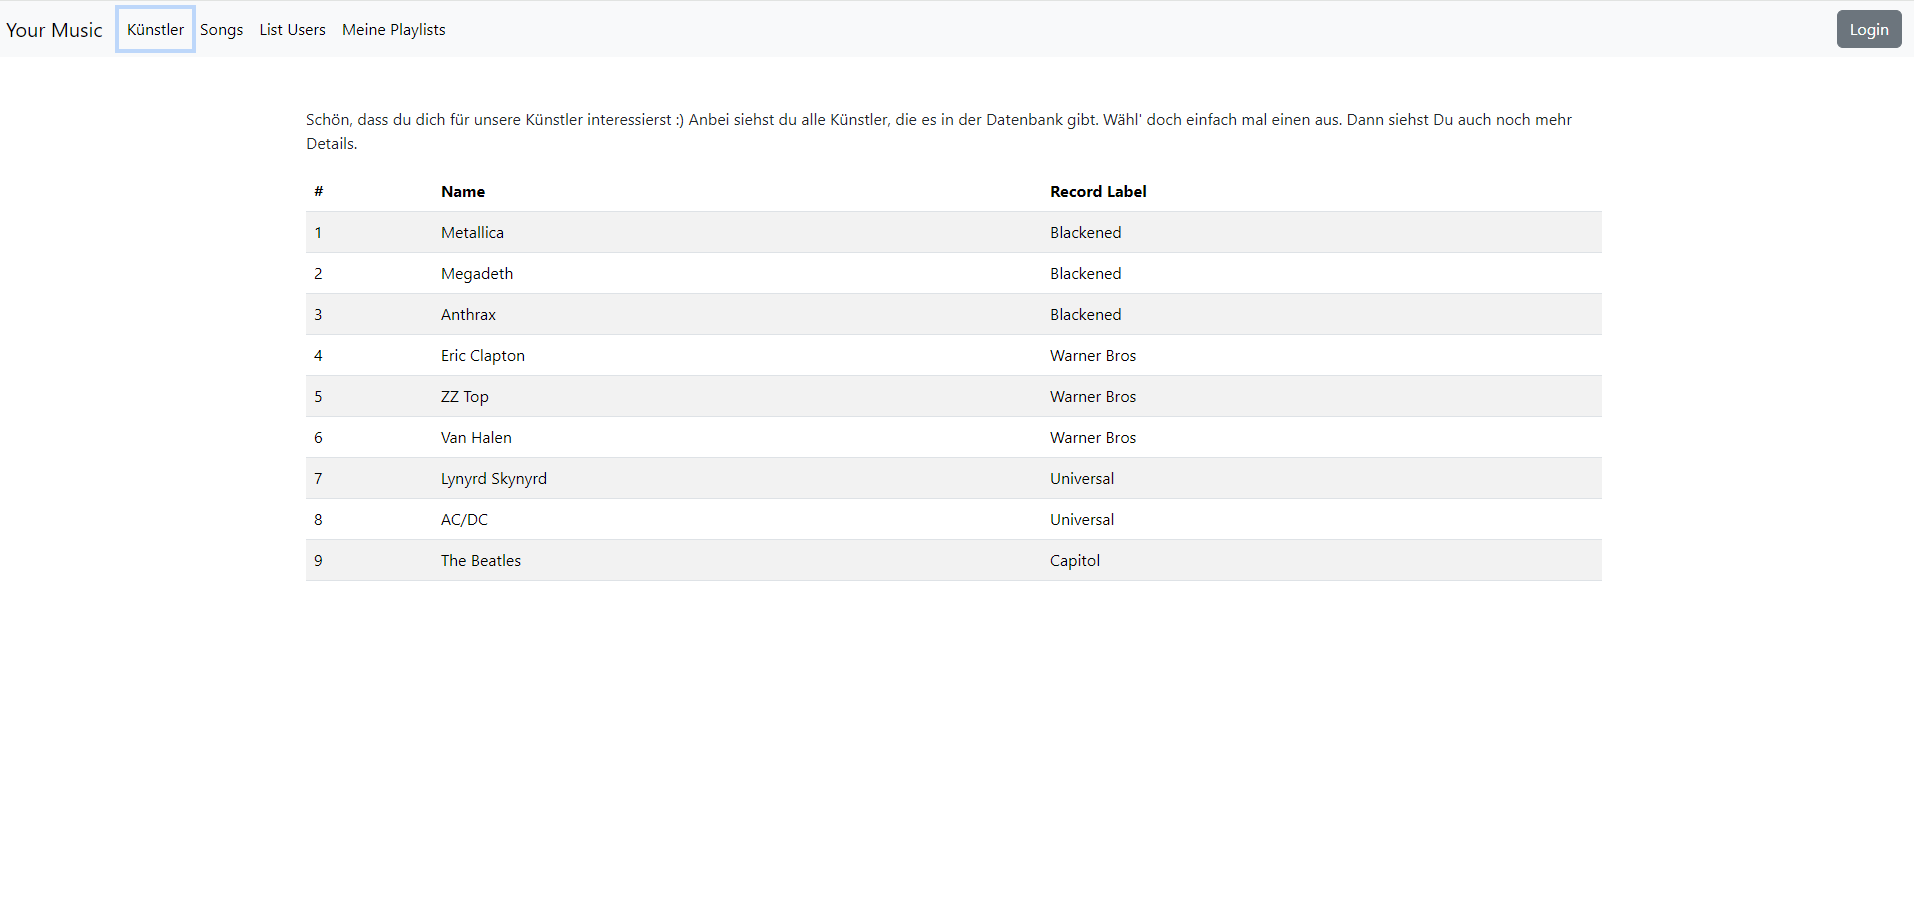 Your Music Künstler Songs List Users Meine Playlists Login
Schön, dass du dich für unsere Künstler interessierst :) Anbei siehst du alle Künstler, die es in der Datenbank gibt. Wähl' doch einfach mal einen aus. Dann siehst Du auch noch mehr
Details.
# Name Record Label
1 Metallica Blackened
2 Megadeth Blackened
3 Anthrax Blackened
4 Eric Clapton Warner Bros
5 ZZ Top Warner Bros
6 Van Halen Warner Bros
7 Lynyrd Skynyrd Universal
8 AC/DC Universal
9 The Beatles Capitol